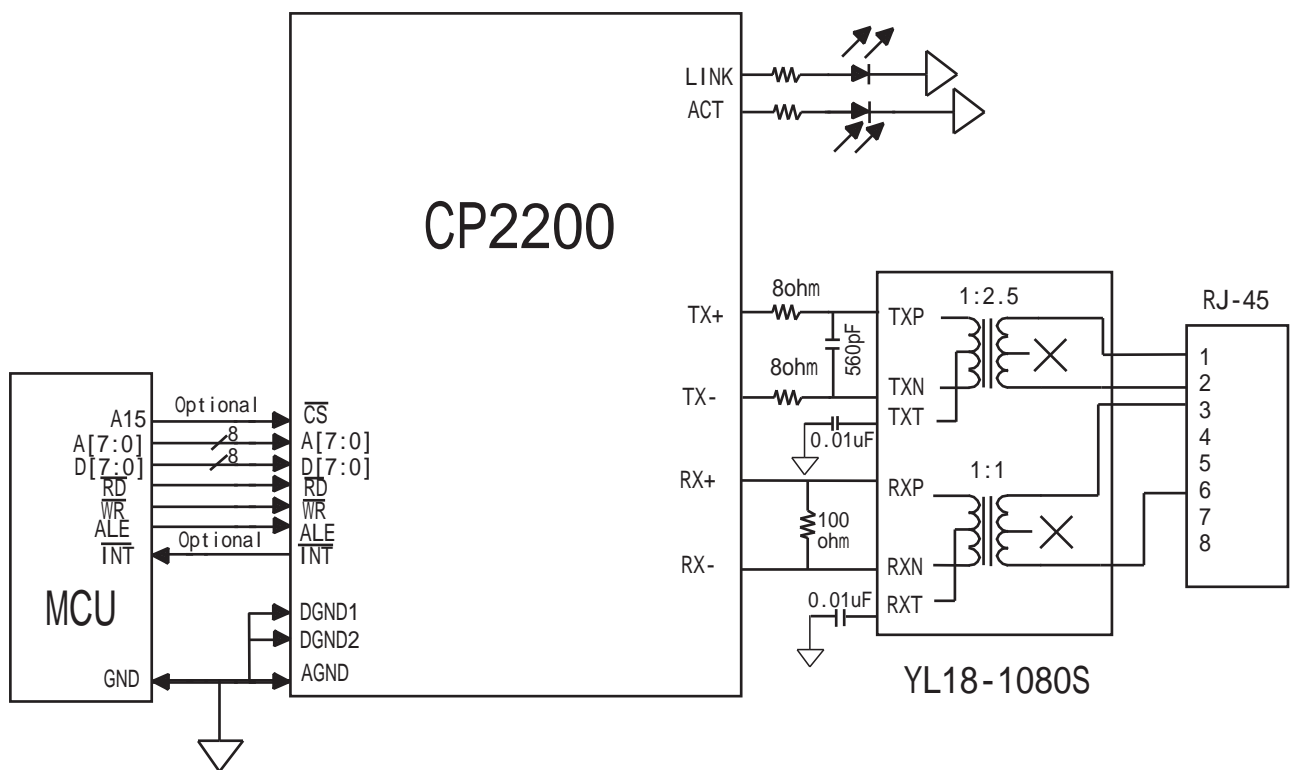 LINK
ACT
CP2200
8ohm
TX+
560pF
8ohm
TX-
0.01uF
RX+
100
ohm
RX-
0.01uF
1:2.5
TXP
TXN
TXT
1:1
RXP
RXN
RXT
YL18-1080S
RJ-45
1
2
3
4
5
6
7
8
A15
A[7:0]
D[7:0]
RD
WR
ALE
INT
MCU
GND
Optional
8
8
Optional
CS
A[7:0]
D[7:0]
RD
WR
ALE
INT
DGND1
DGND2
AGND